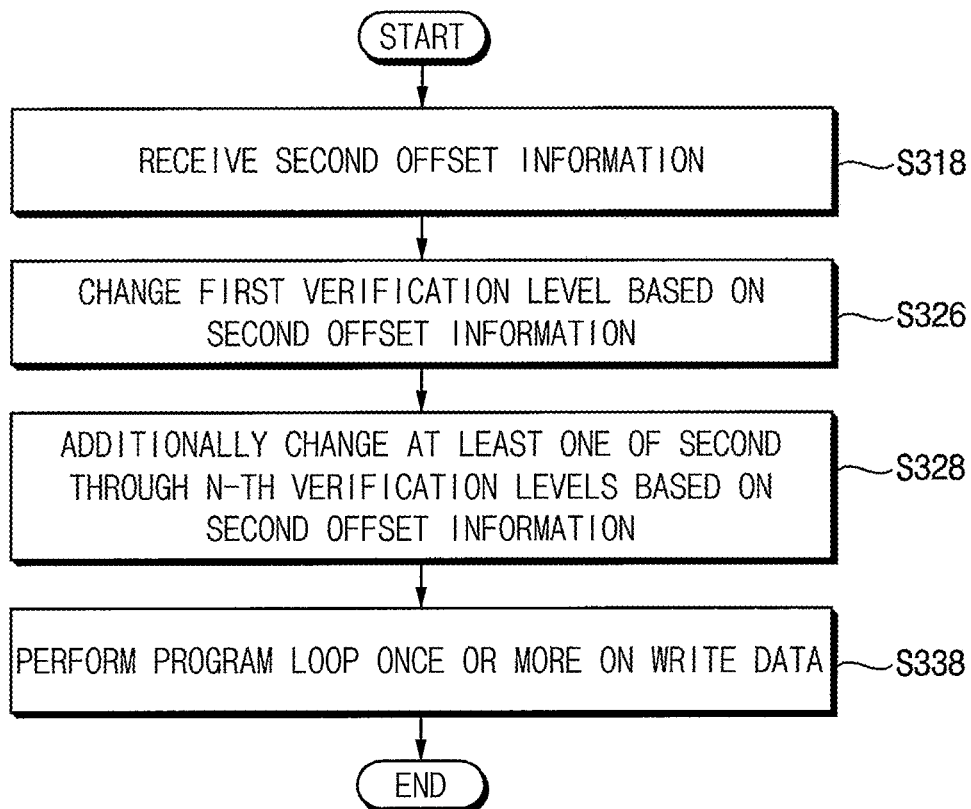 START
RECEIVE SECOND OFFSET INFORMATION
S318
CHANGE FIRST VERIFICATION LEVEL BASED ON
SECOND OFFSET INFORMATION
S326
ADDITIONALLY CHANGE AT LEAST ONE OF SECOND
THROUGH N-TH VERIFICATION LEVELS BASED ON
SECOND OFFSET INFORMATION
S328
PERFORM PROGRAM LOOP ONCE OR MORE ON WRITE DATA
S338
END